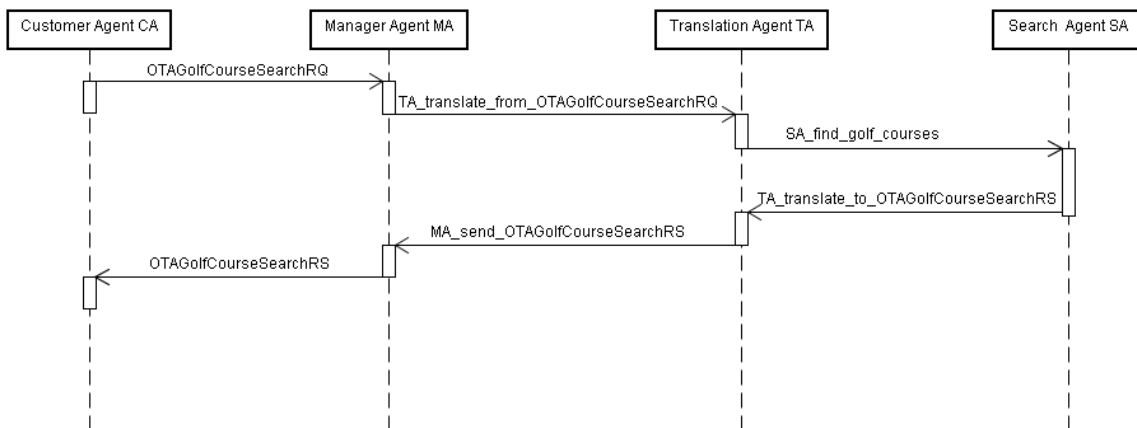 Customer Agent CA
Manager Agent MA
Translation Agent TA
Search Agent SA
OTAGolfCourseSearchRQ
TA_translate_from_OTAGolfCourseSearchRQ
SA_find_golf_courses
TA_translate_to_OTAGolfCourseSearchRS
MA_send_OTAGolfCourseSearchRS
OTAGolfCourseSearchRS